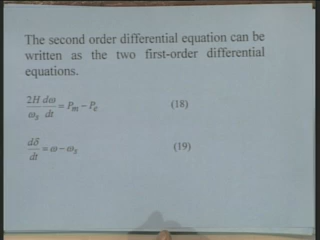 The second order differential equation can be
written as the two first-order differential
equations.
2H/ωs dω/dt = Pm − Pe (18)
dδ/dt = ω − ωs (19)